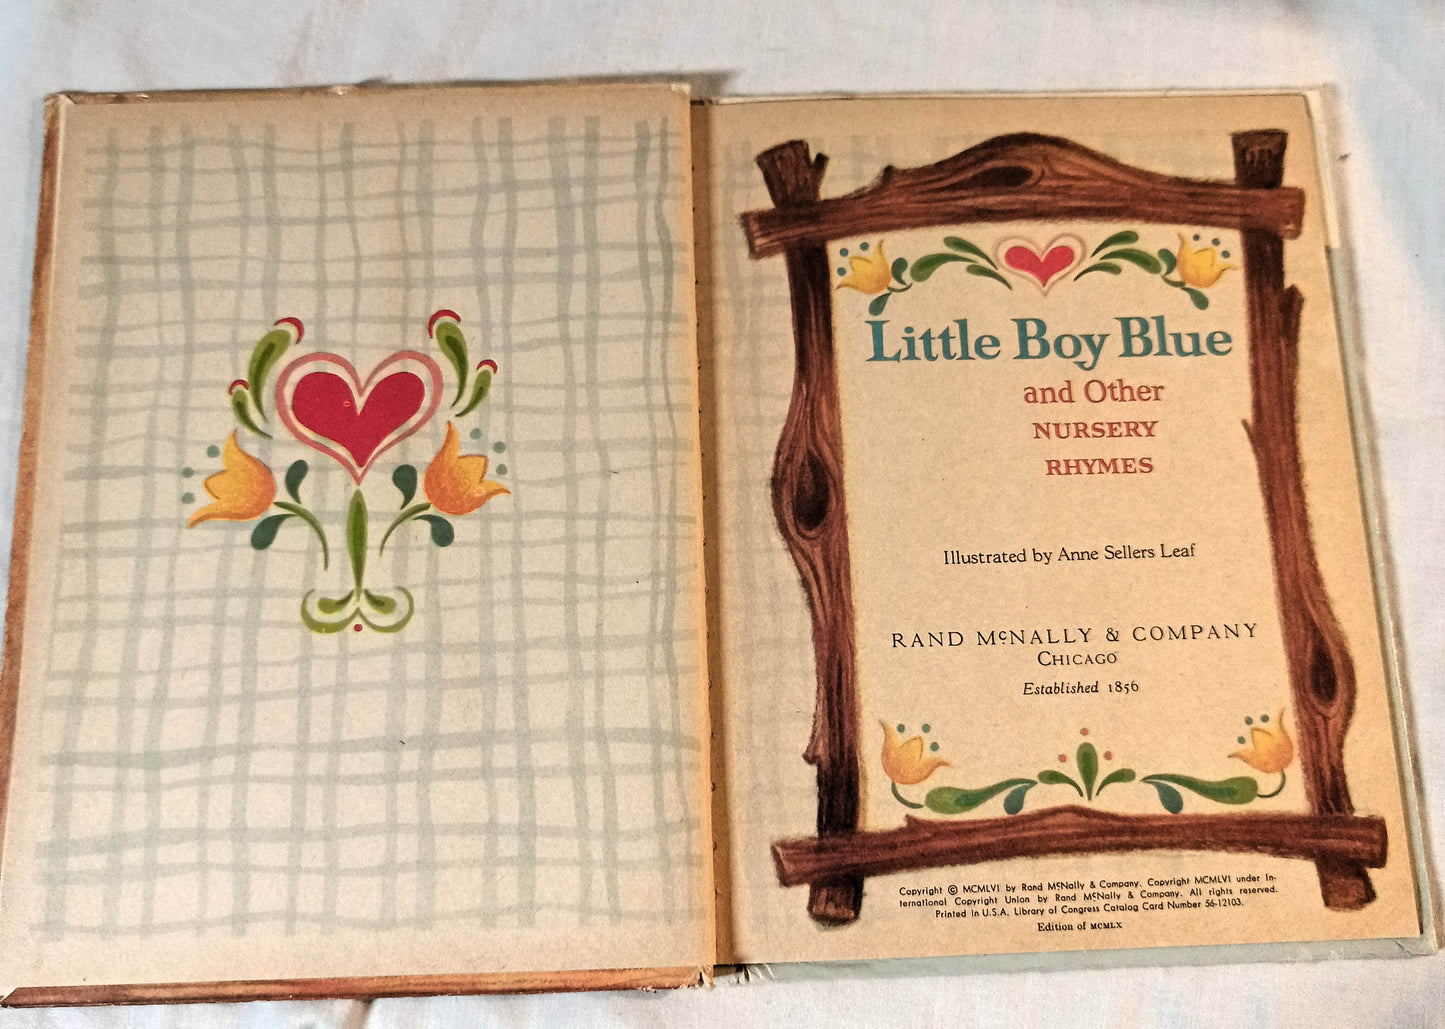 Little Boy Blue
and Other
NURSERY
RHYMES
Illustrated by Anne Sellers Leaf
RAND McNALLY & COMPANY
CHICAGO
Established 1856
Copyright © MCMLVI by Rand McNally & Company. Copyright MCMLVI under In-
ternational Copyright Union by Rand McNally & Company. All rights reserved.
Printed in U.S.A. Library of Congress Catalog Card Number 56-12103.
Edition of MCMLX